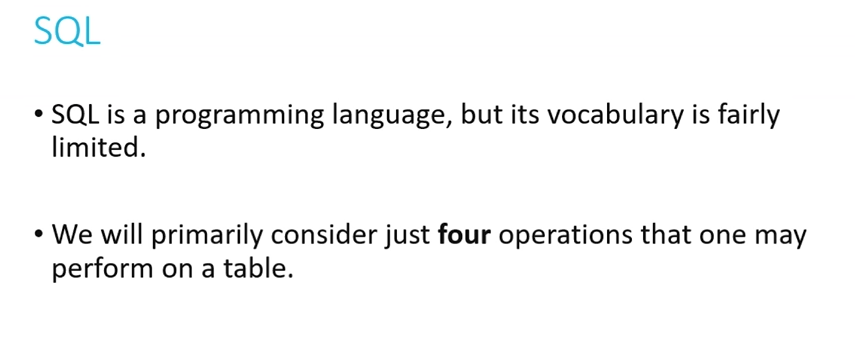 SQL
• SQL is a programming language, but its vocabulary is fairly
limited.
• We will primarily consider just four operations that one may
perform on a table.